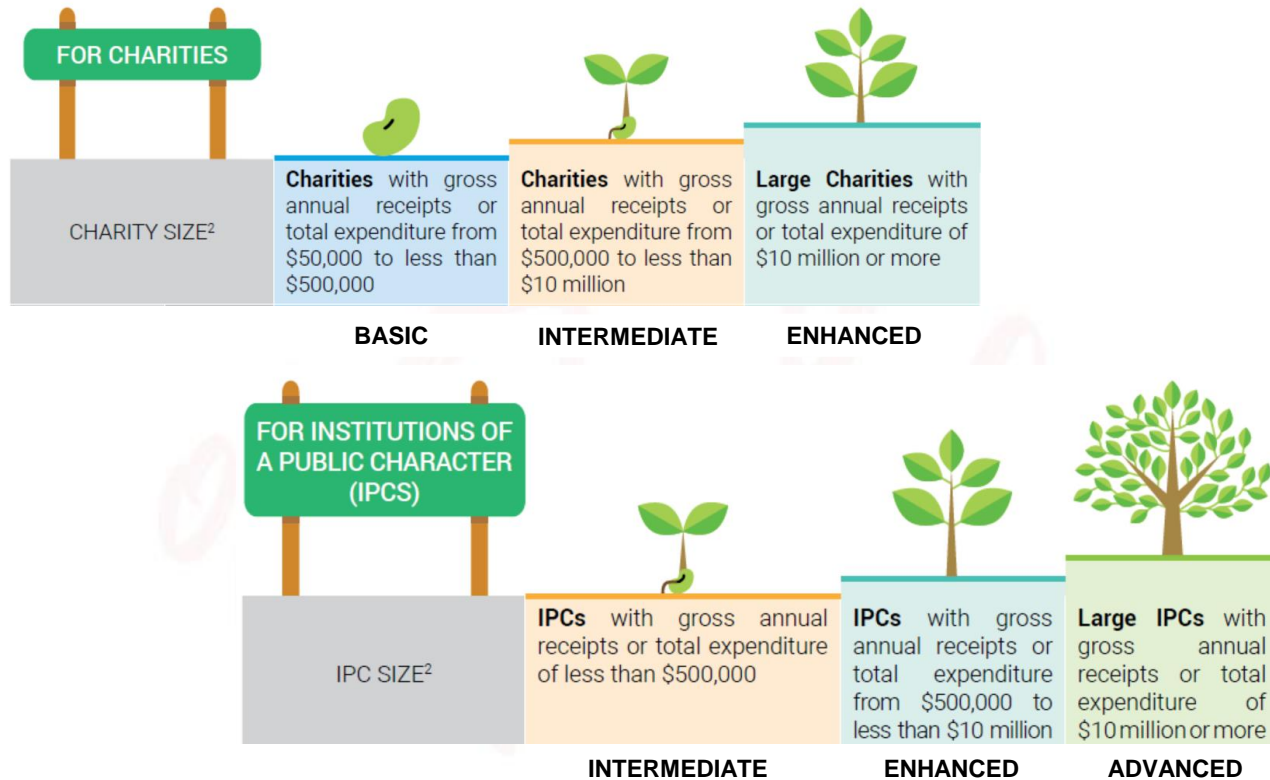 FOR CHARITIES
CHARITY SIZE²
Charities with gross
annual receipts or
total expenditure from
$50,000 to less than
$500,000
Charities with gross
annual receipts or
total expenditure from
$500,000 to less than
$10 million
Large Charities with
gross annual receipts
or total expenditure of
$10 million or more
BASIC
INTERMEDIATE
ENHANCED
FOR INSTITUTIONS OF
A PUBLIC CHARACTER
(IPCS)
IPC SIZE²
IPCs with gross annual
receipts or total expenditure
of less than $500,000
IPCs with gross
annual receipts or
total expenditure
from $500,000 to
less than $10 million
Large IPCs with
gross annual
receipts or total
expenditure of
$10 million or more
INTERMEDIATE
ENHANCED
ADVANCED